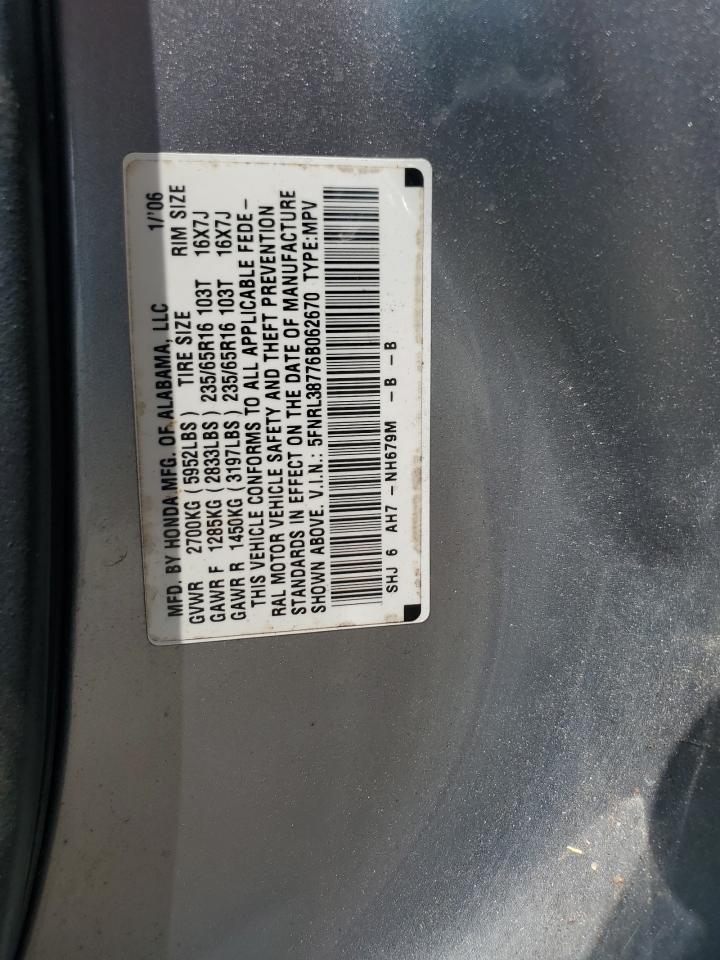 MFD. BY HONDA MFG. OF ALABAMA, LLC 1/'06
GVWR 2700KG (5952LBS) TIRE SIZE RIM SIZE
GAWR F 1285KG (2833LBS) 235/65R16 103T 16X7J
GAWR R 1450KG (3197LBS) 235/65R16 103T 16X7J
THIS VEHICLE CONFORMS TO ALL APPLICABLE FEDE-
RAL MOTOR VEHICLE SAFETY AND THEFT PREVENTION
STANDARDS IN EFFECT ON THE DATE OF MANUFACTURE
SHOWN ABOVE. V.I.N.: 5FNRL38776B062670 TYPE:MPV
SHJ 6 AH7 -NH679M -B -B